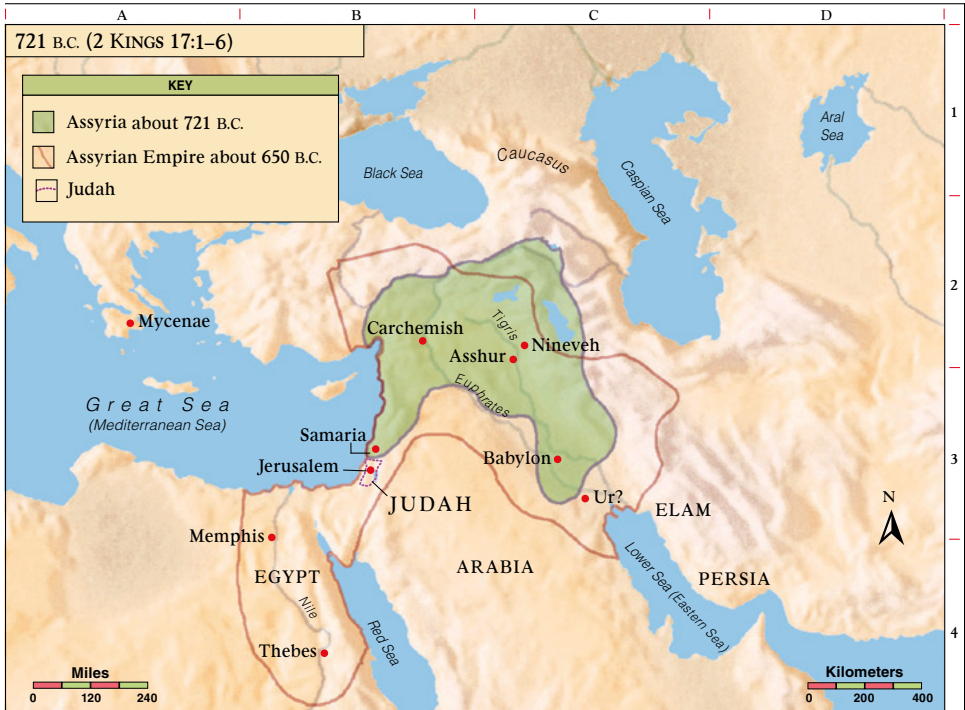 A B C D
721 B.C. (2 KINGS 17:1–6)
KEY
Assyria about 721 B.C.
Assyrian Empire about 650 B.C.
Judah
1
Aral
Sea
Black Sea
Caucasus
Caspian Sea
2
Mycenae
Carchemish
Tigris
Nineveh
Asshur
Euphrates
Great Sea
(Mediterranean Sea)
Samaria
Babylon
3
Jerusalem
JUDAH
Ur?
ELAM
N
Memphis
EGYPT
ARABIA
Lower Sea (Eastern Sea)
PERSIA
Nile
Red Sea
4
Thebes
Miles
0 120 240
Kilometers
0 200 400